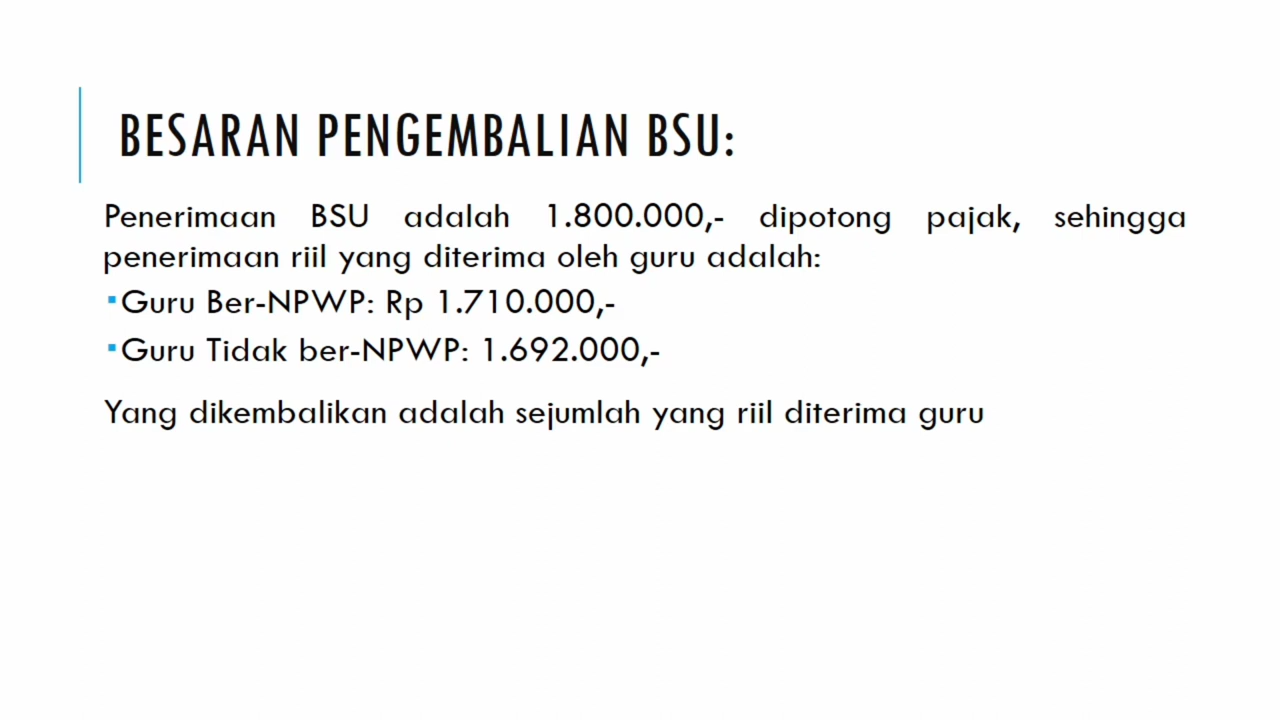 BESARAN PENGEMBALIAN BSU:
Penerimaan BSU adalah 1.800.000,- dipotong pajak, sehingga
penerimaan riil yang diterima oleh guru adalah:
▪Guru Ber-NPWP: Rp 1.710.000,-
▪Guru Tidak ber-NPWP: 1.692.000,-
Yang dikembalikan adalah sejumlah yang riil diterima guru